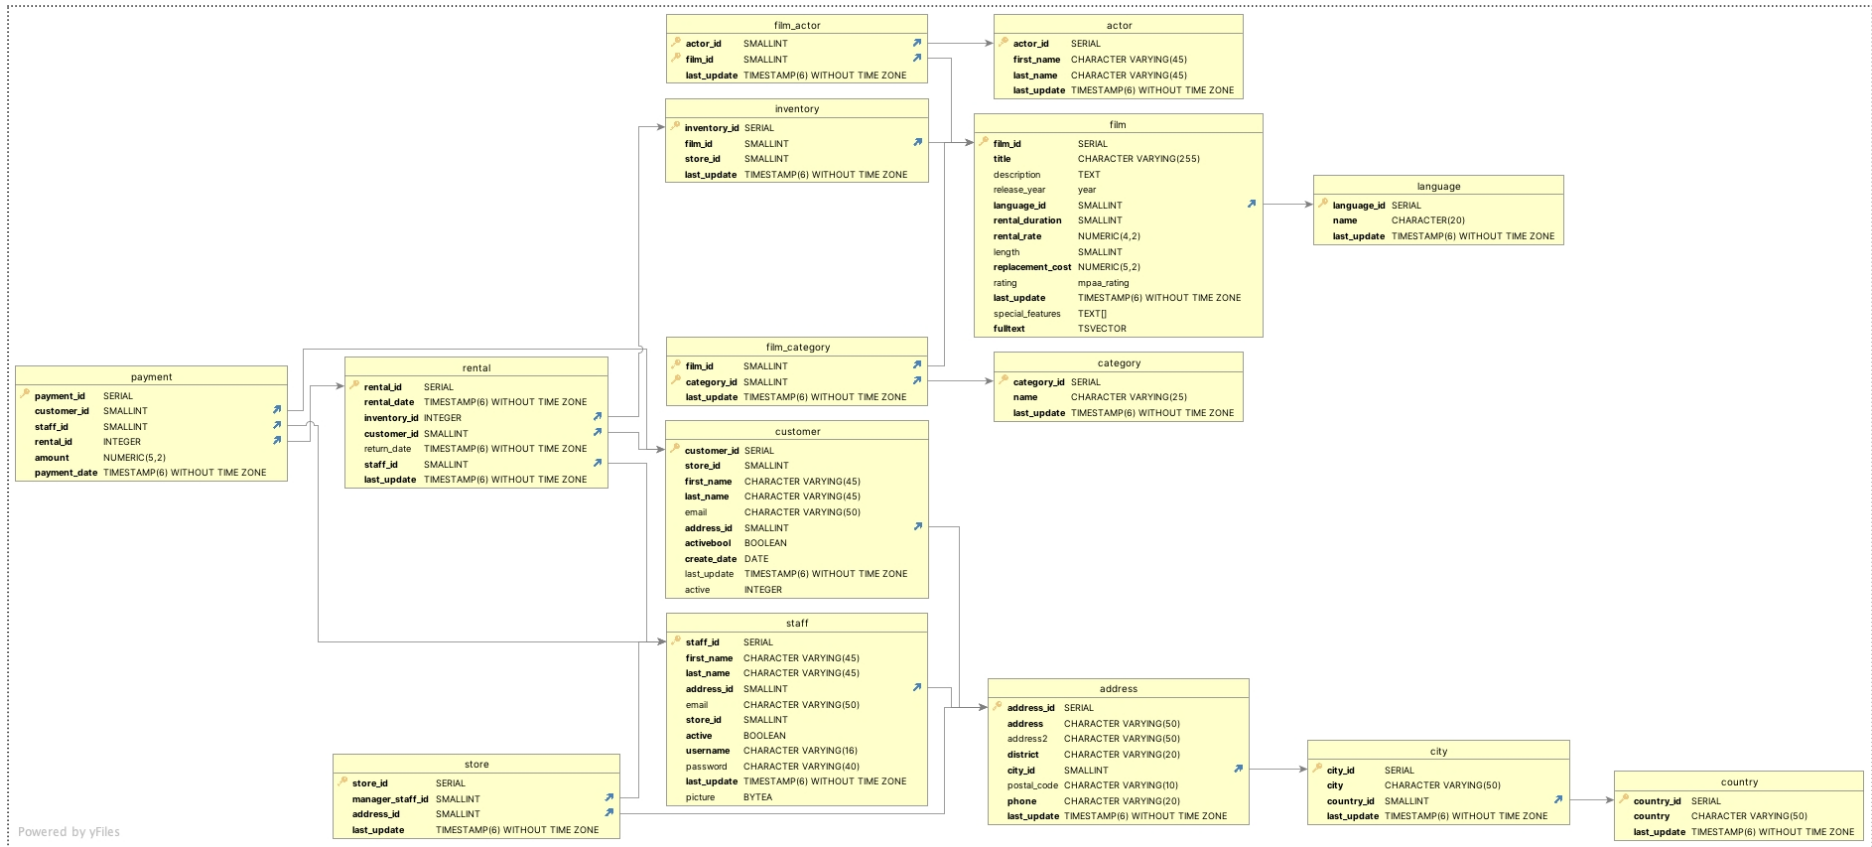 film_actor
actor_id SMALLINT
film_id SMALLINT
last_update TIMESTAMP(6) WITHOUT TIME ZONE
actor
actor_id SERIAL
first_name CHARACTER VARYING(45)
last_name CHARACTER VARYING(45)
last_update TIMESTAMP(6) WITHOUT TIME ZONE
inventory
inventory_id SERIAL
film_id SMALLINT
store_id SMALLINT
last_update TIMESTAMP(6) WITHOUT TIME ZONE
film
film_id SERIAL
title CHARACTER VARYING(255)
description TEXT
release_year year
language_id SMALLINT
rental_duration SMALLINT
rental_rate NUMERIC(4,2)
length SMALLINT
replacement_cost NUMERIC(5,2)
rating mpaa_rating
last_update TIMESTAMP(6) WITHOUT TIME ZONE
special_features TEXT[]
fulltext TSVECTOR
language
language_id SERIAL
name CHARACTER(20)
last_update TIMESTAMP(6) WITHOUT TIME ZONE
film_category
film_id SMALLINT
category_id SMALLINT
last_update TIMESTAMP(6) WITHOUT TIME ZONE
category
category_id SERIAL
name CHARACTER VARYING(25)
last_update TIMESTAMP(6) WITHOUT TIME ZONE
payment
payment_id SERIAL
customer_id SMALLINT
staff_id SMALLINT
rental_id INTEGER
amount NUMERIC(5,2)
payment_date TIMESTAMP(6) WITHOUT TIME ZONE
rental
rental_id SERIAL
rental_date TIMESTAMP(6) WITHOUT TIME ZONE
inventory_id INTEGER
customer_id SMALLINT
return_date TIMESTAMP(6) WITHOUT TIME ZONE
staff_id SMALLINT
last_update TIMESTAMP(6) WITHOUT TIME ZONE
customer
customer_id SERIAL
store_id SMALLINT
first_name CHARACTER VARYING(45)
last_name CHARACTER VARYING(45)
email CHARACTER VARYING(50)
address_id SMALLINT
activebool BOOLEAN
create_date DATE
last_update TIMESTAMP(6) WITHOUT TIME ZONE
active INTEGER
staff
staff_id SERIAL
first_name CHARACTER VARYING(45)
last_name CHARACTER VARYING(45)
address_id SMALLINT
email CHARACTER VARYING(50)
store_id SMALLINT
active BOOLEAN
username CHARACTER VARYING(16)
password CHARACTER VARYING(40)
last_update TIMESTAMP(6) WITHOUT TIME ZONE
picture BYTEA
address
address_id SERIAL
address CHARACTER VARYING(50)
address2 CHARACTER VARYING(50)
district CHARACTER VARYING(20)
city_id SMALLINT
postal_code CHARACTER VARYING(10)
phone CHARACTER VARYING(20)
last_update TIMESTAMP(6) WITHOUT TIME ZONE
store
store_id SERIAL
manager_staff_id SMALLINT
address_id SMALLINT
last_update TIMESTAMP(6) WITHOUT TIME ZONE
city
city_id SERIAL
city CHARACTER VARYING(50)
country_id SMALLINT
last_update TIMESTAMP(6) WITHOUT TIME ZONE
country
country_id SERIAL
country CHARACTER VARYING(50)
last_update TIMESTAMP(6) WITHOUT TIME ZONE
Powered by yFiles